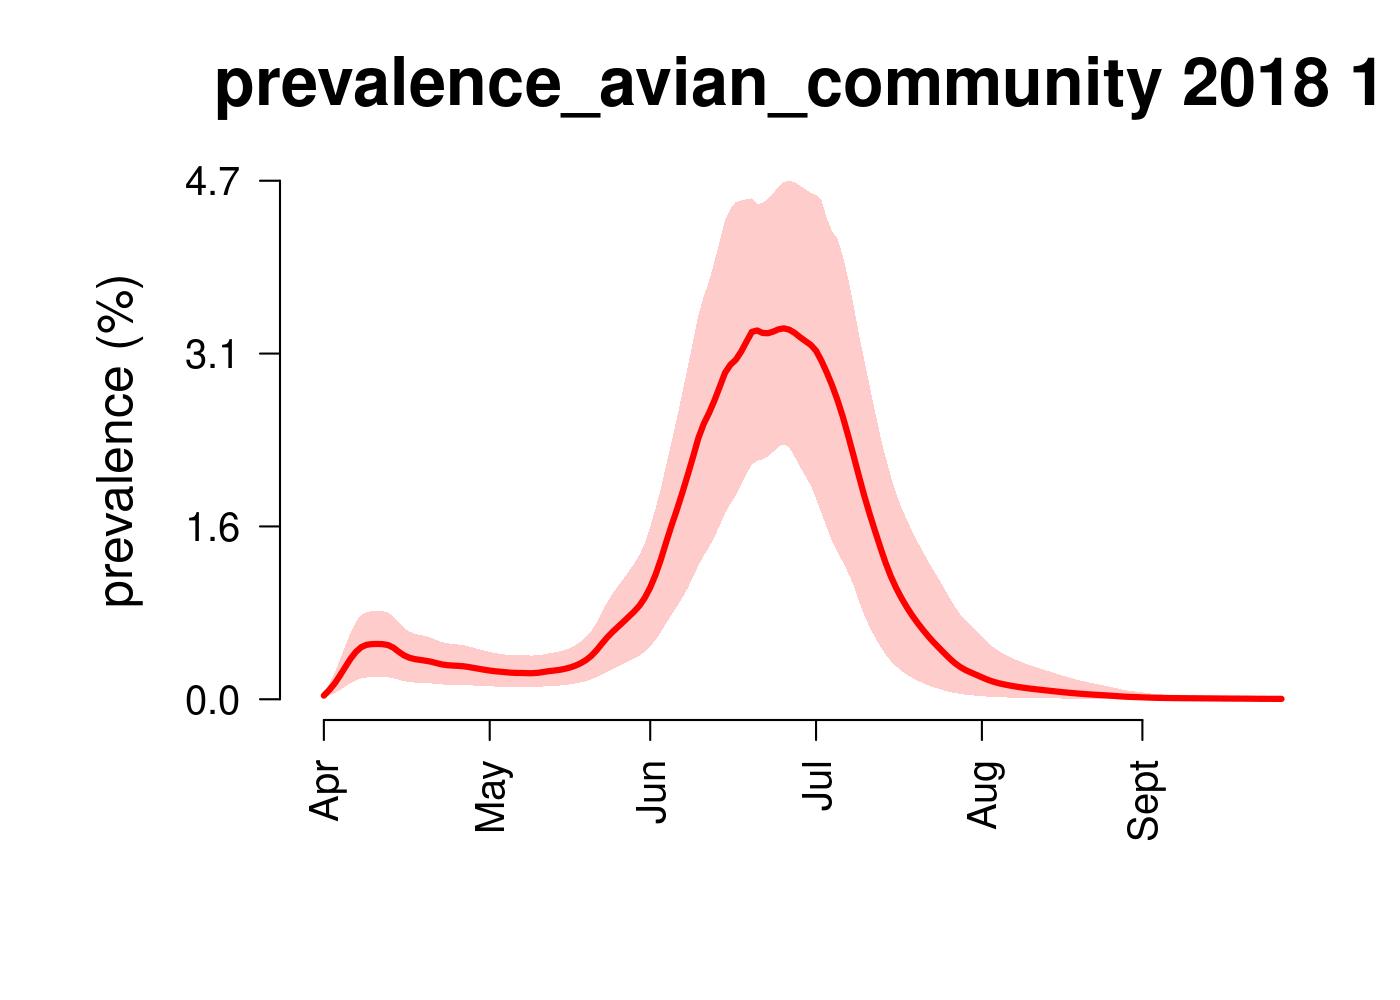 prevalence_avian_community 2018 1
4.7
3.1
1.6
0.0
prevalence (%)
Apr
May
Jun
Jul
Aug
Sept